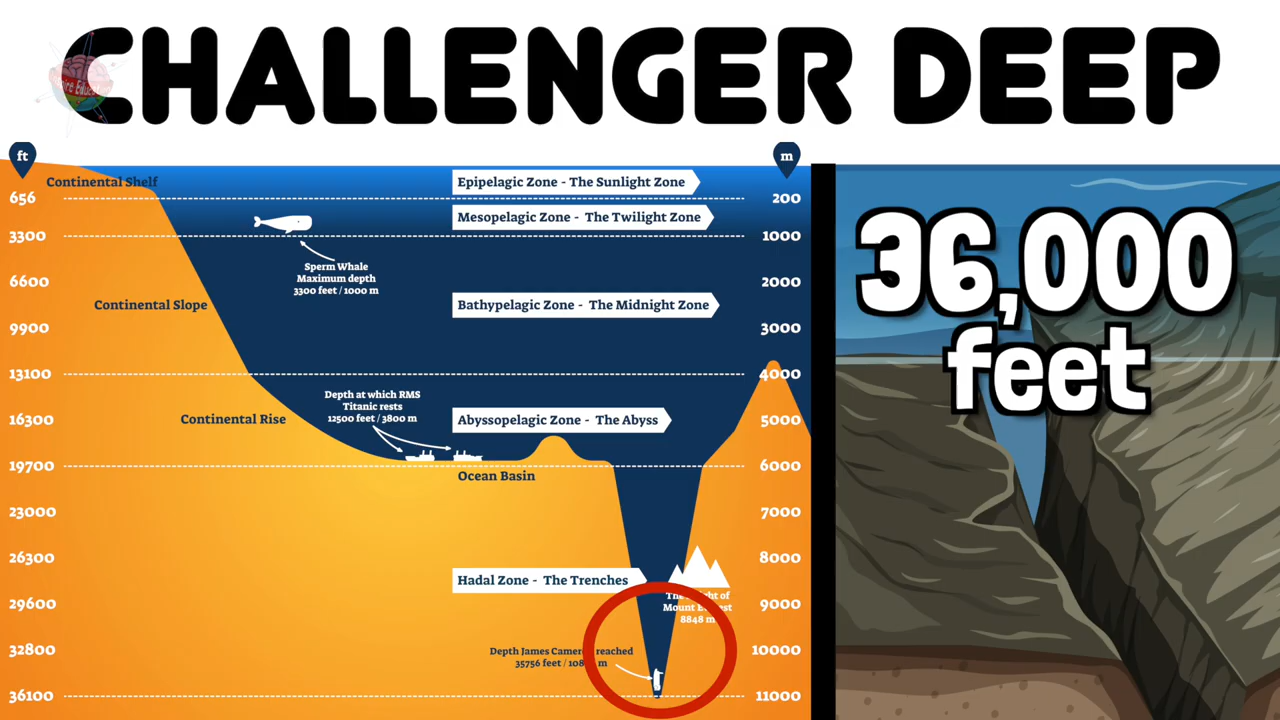 CHALLENGER DEEP
ft
m
Continental Shelf
Epipelagic Zone - The Sunlight Zone
656
200
Mesopelagic Zone - The Twilight Zone
3300
1000
Sperm Whale
Maximum depth
3300 feet / 1000 m
6600
2000
Continental Slope
Bathypelagic Zone - The Midnight Zone
9900
3000
13100
4000
Depth at which RMS
Titanic rests
12500 feet / 3800 m
16300
Continental Rise
Abyssopelagic Zone - The Abyss
5000
19700
6000
Ocean Basin
23000
7000
26300
8000
Hadal Zone - The Trenches
29600
9000
The of
Mount
8848 m
32800
10000
Depth James reached
35756 feet / m
36100
11000
36,000
feet